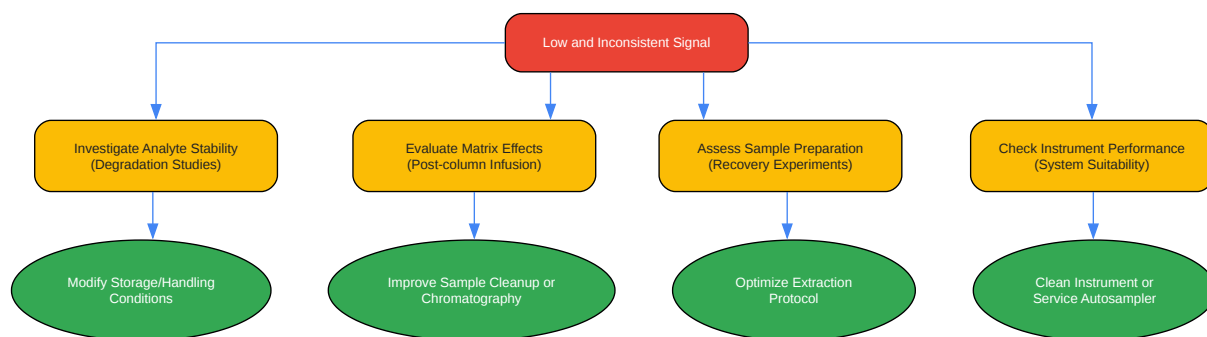 Low and Inconsistent Signal
Investigate Analyte Stability
(Degradation Studies)
Evaluate Matrix Effects
(Post-column Infusion)
Assess Sample Preparation
(Recovery Experiments)
Check Instrument Performance
(System Suitability)
Modify Storage/Handling
Conditions
Improve Sample Cleanup or
Chromatography
Optimize Extraction
Protocol
Clean Instrument or
Service Autosampler